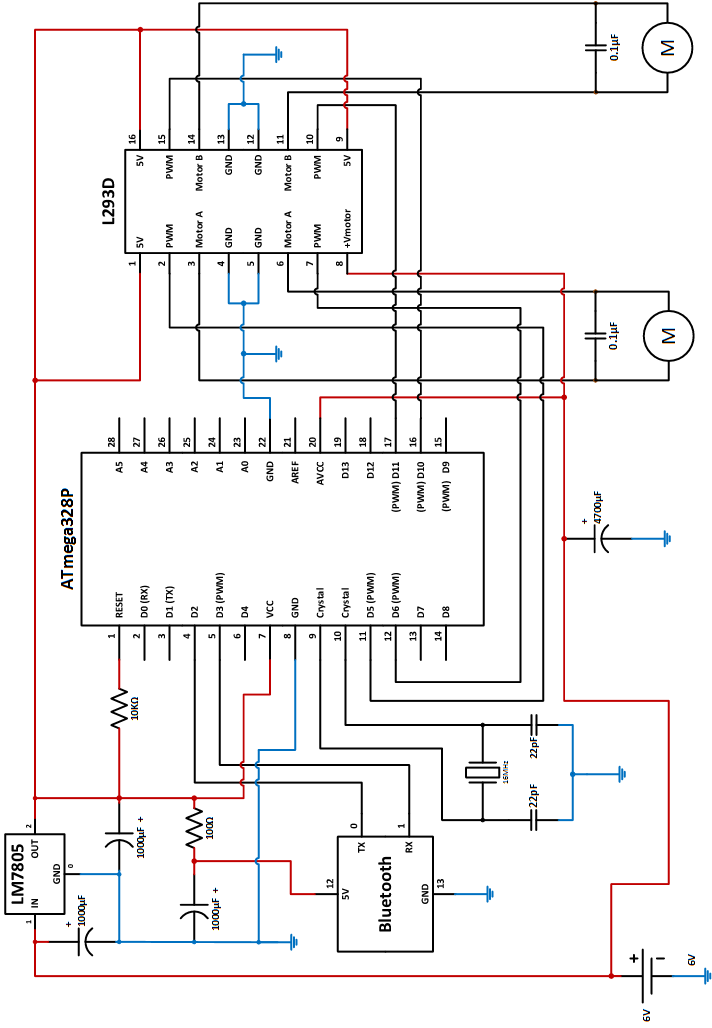 L293D
16
15
14
13
12
11
10
9
5V
PWM
Motor B
GND
GND
Motor B
PWM
5V
5V
PWM
Motor A
GND
GND
Motor A
PWM
+Vmotor
1
2
3
4
5
6
7
8
0.1µF
M
0.1µF
M
ATmega328P
28
27
26
25
24
23
22
21
20
19
18
17
16
15
A5
A4
A3
A2
A1
A0
GND
AREF
AVCC
D13
D12
(PWM) D11
(PWM) D10
(PWM) D9
RESET
D0 (RX)
D1 (TX)
D2
D3 (PWM)
D4
VCC
GND
Crystal
Crystal
D5 (PWM)
D6 (PWM)
D7
D8
1
2
3
4
5
6
7
8
9
10
11
12
13
14
+
4700µF
10KΩ
LM7805
2
OUT
GND
0
IN
1
1000µF +
+
1000µF
100Ω
1000µF +
16MHz
22pF
22pF
Bluetooth
0
1
TX
RX
12
5V
GND
13
+
−
6V
6V